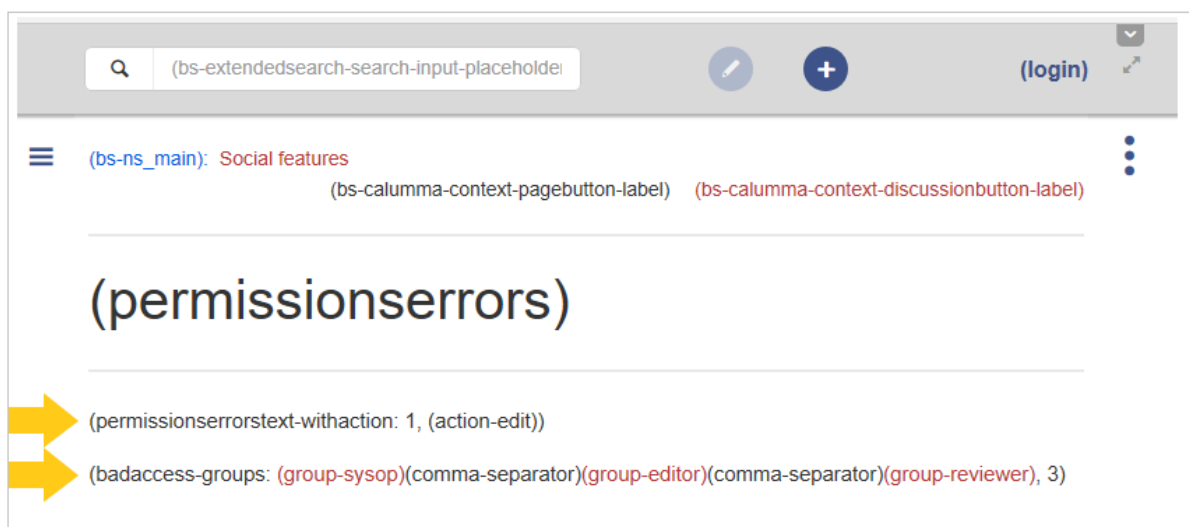 (bs-extendedsearch-search-input-placeholder
(login)
(bs-ns_main): Social features
(bs-calumma-context-pagebutton-label) (bs-calumma-context-discussionbutton-label)
(permissionserrors)
(permissionserrorstext-withaction: 1, (action-edit))
(badaccess-groups: (group-sysop)(comma-separator)(group-editor)(comma-separator)(group-reviewer), 3)